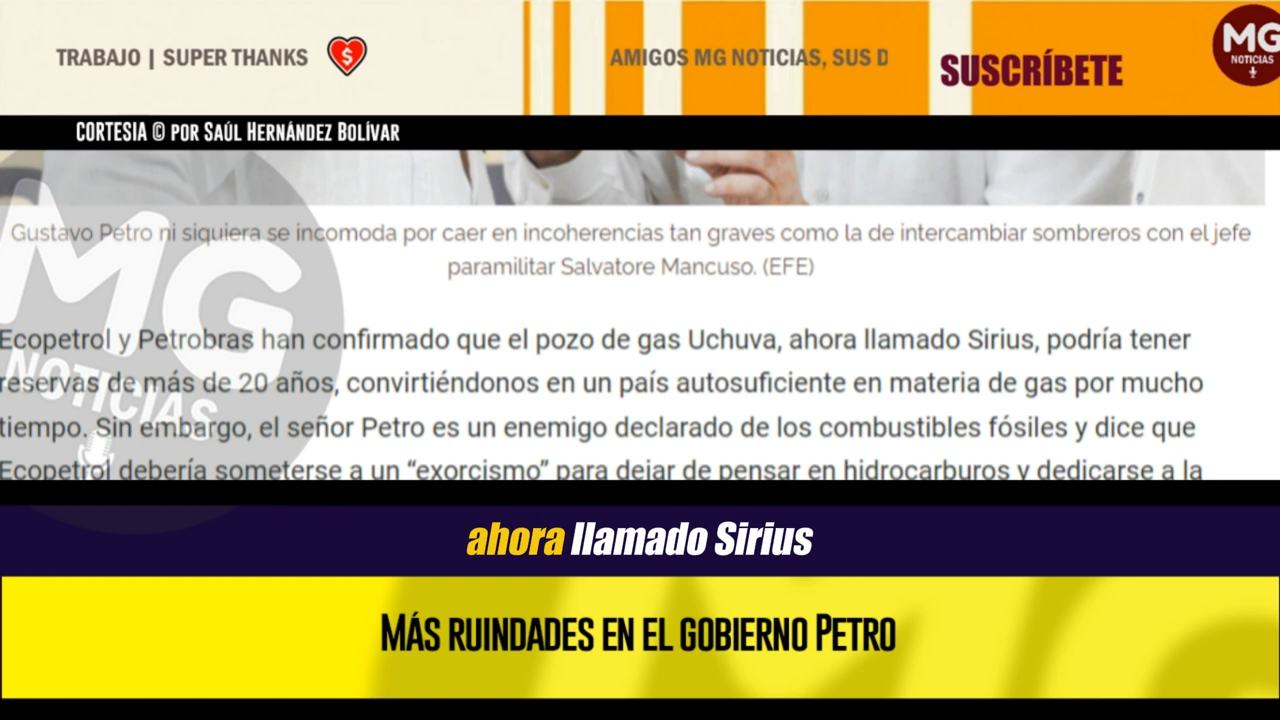 TRABAJO | SUPER THANKS
AMIGOS MG NOTICIAS, SUS D
SUSCRÍBETE
MG
NOTICIAS
CORTESIA © POR SAÚL HERNÁNDEZ BOLÍVAR
Gustavo Petro ni siquiera se incomoda por caer en incoherencias tan graves como la de intercambiar sombreros con el jefe
paramilitar Salvatore Mancuso. (EFE)
MG
NOTICIAS
Ecopetrol y Petrobras han confirmado que el pozo de gas Uchuva, ahora llamado Sirius, podría tener
reservas de más de 20 años, convirtiéndonos en un país autosuficiente en materia de gas por mucho
tiempo. Sin embargo, el señor Petro es un enemigo declarado de los combustibles fósiles y dice que
Ecopetrol debería someterse a un “exorcismo” para dejar de pensar en hidrocarburos y dedicarse a la
ahora llamado Sirius
MÁS RUINDADES EN EL GOBIERNO PETRO